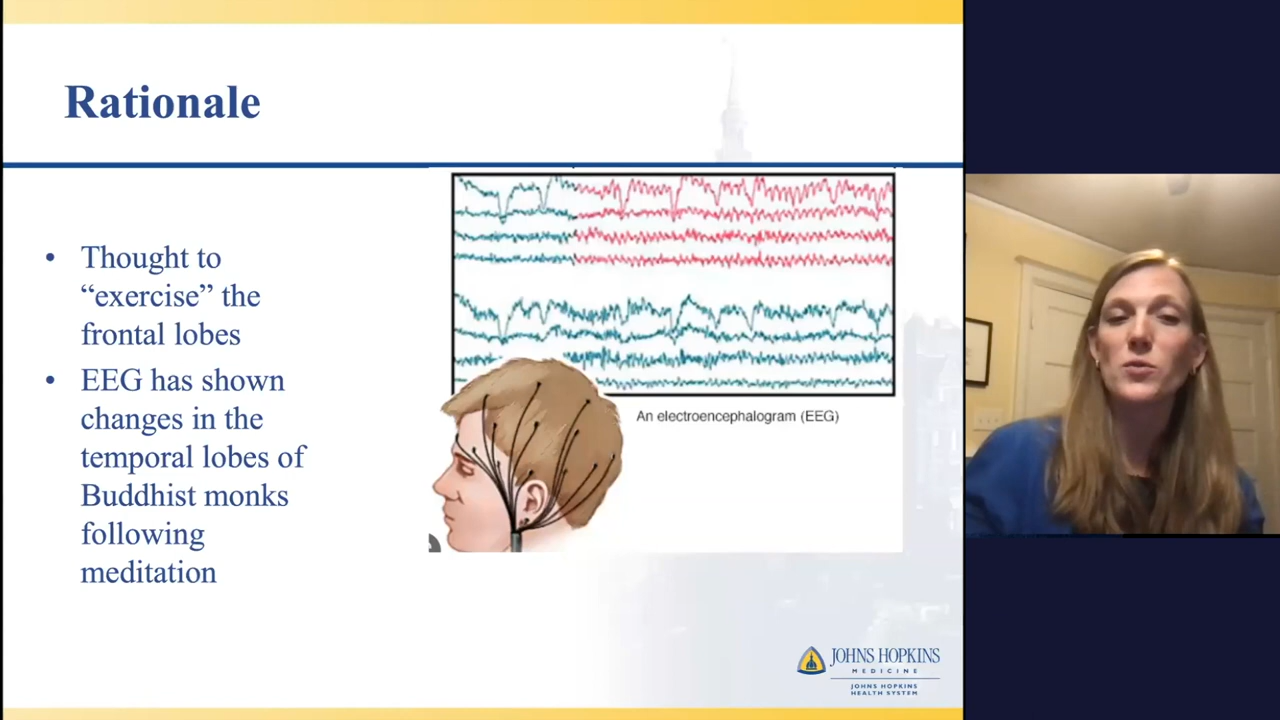 Rationale
• Thought to
“exercise” the
frontal lobes
• EEG has shown
changes in the
temporal lobes of
Buddhist monks
following
meditation
An electroencephalogram (EEG)
JOHNS HOPKINS
MEDICINE
JOHNS HOPKINS
HEALTH SYSTEM